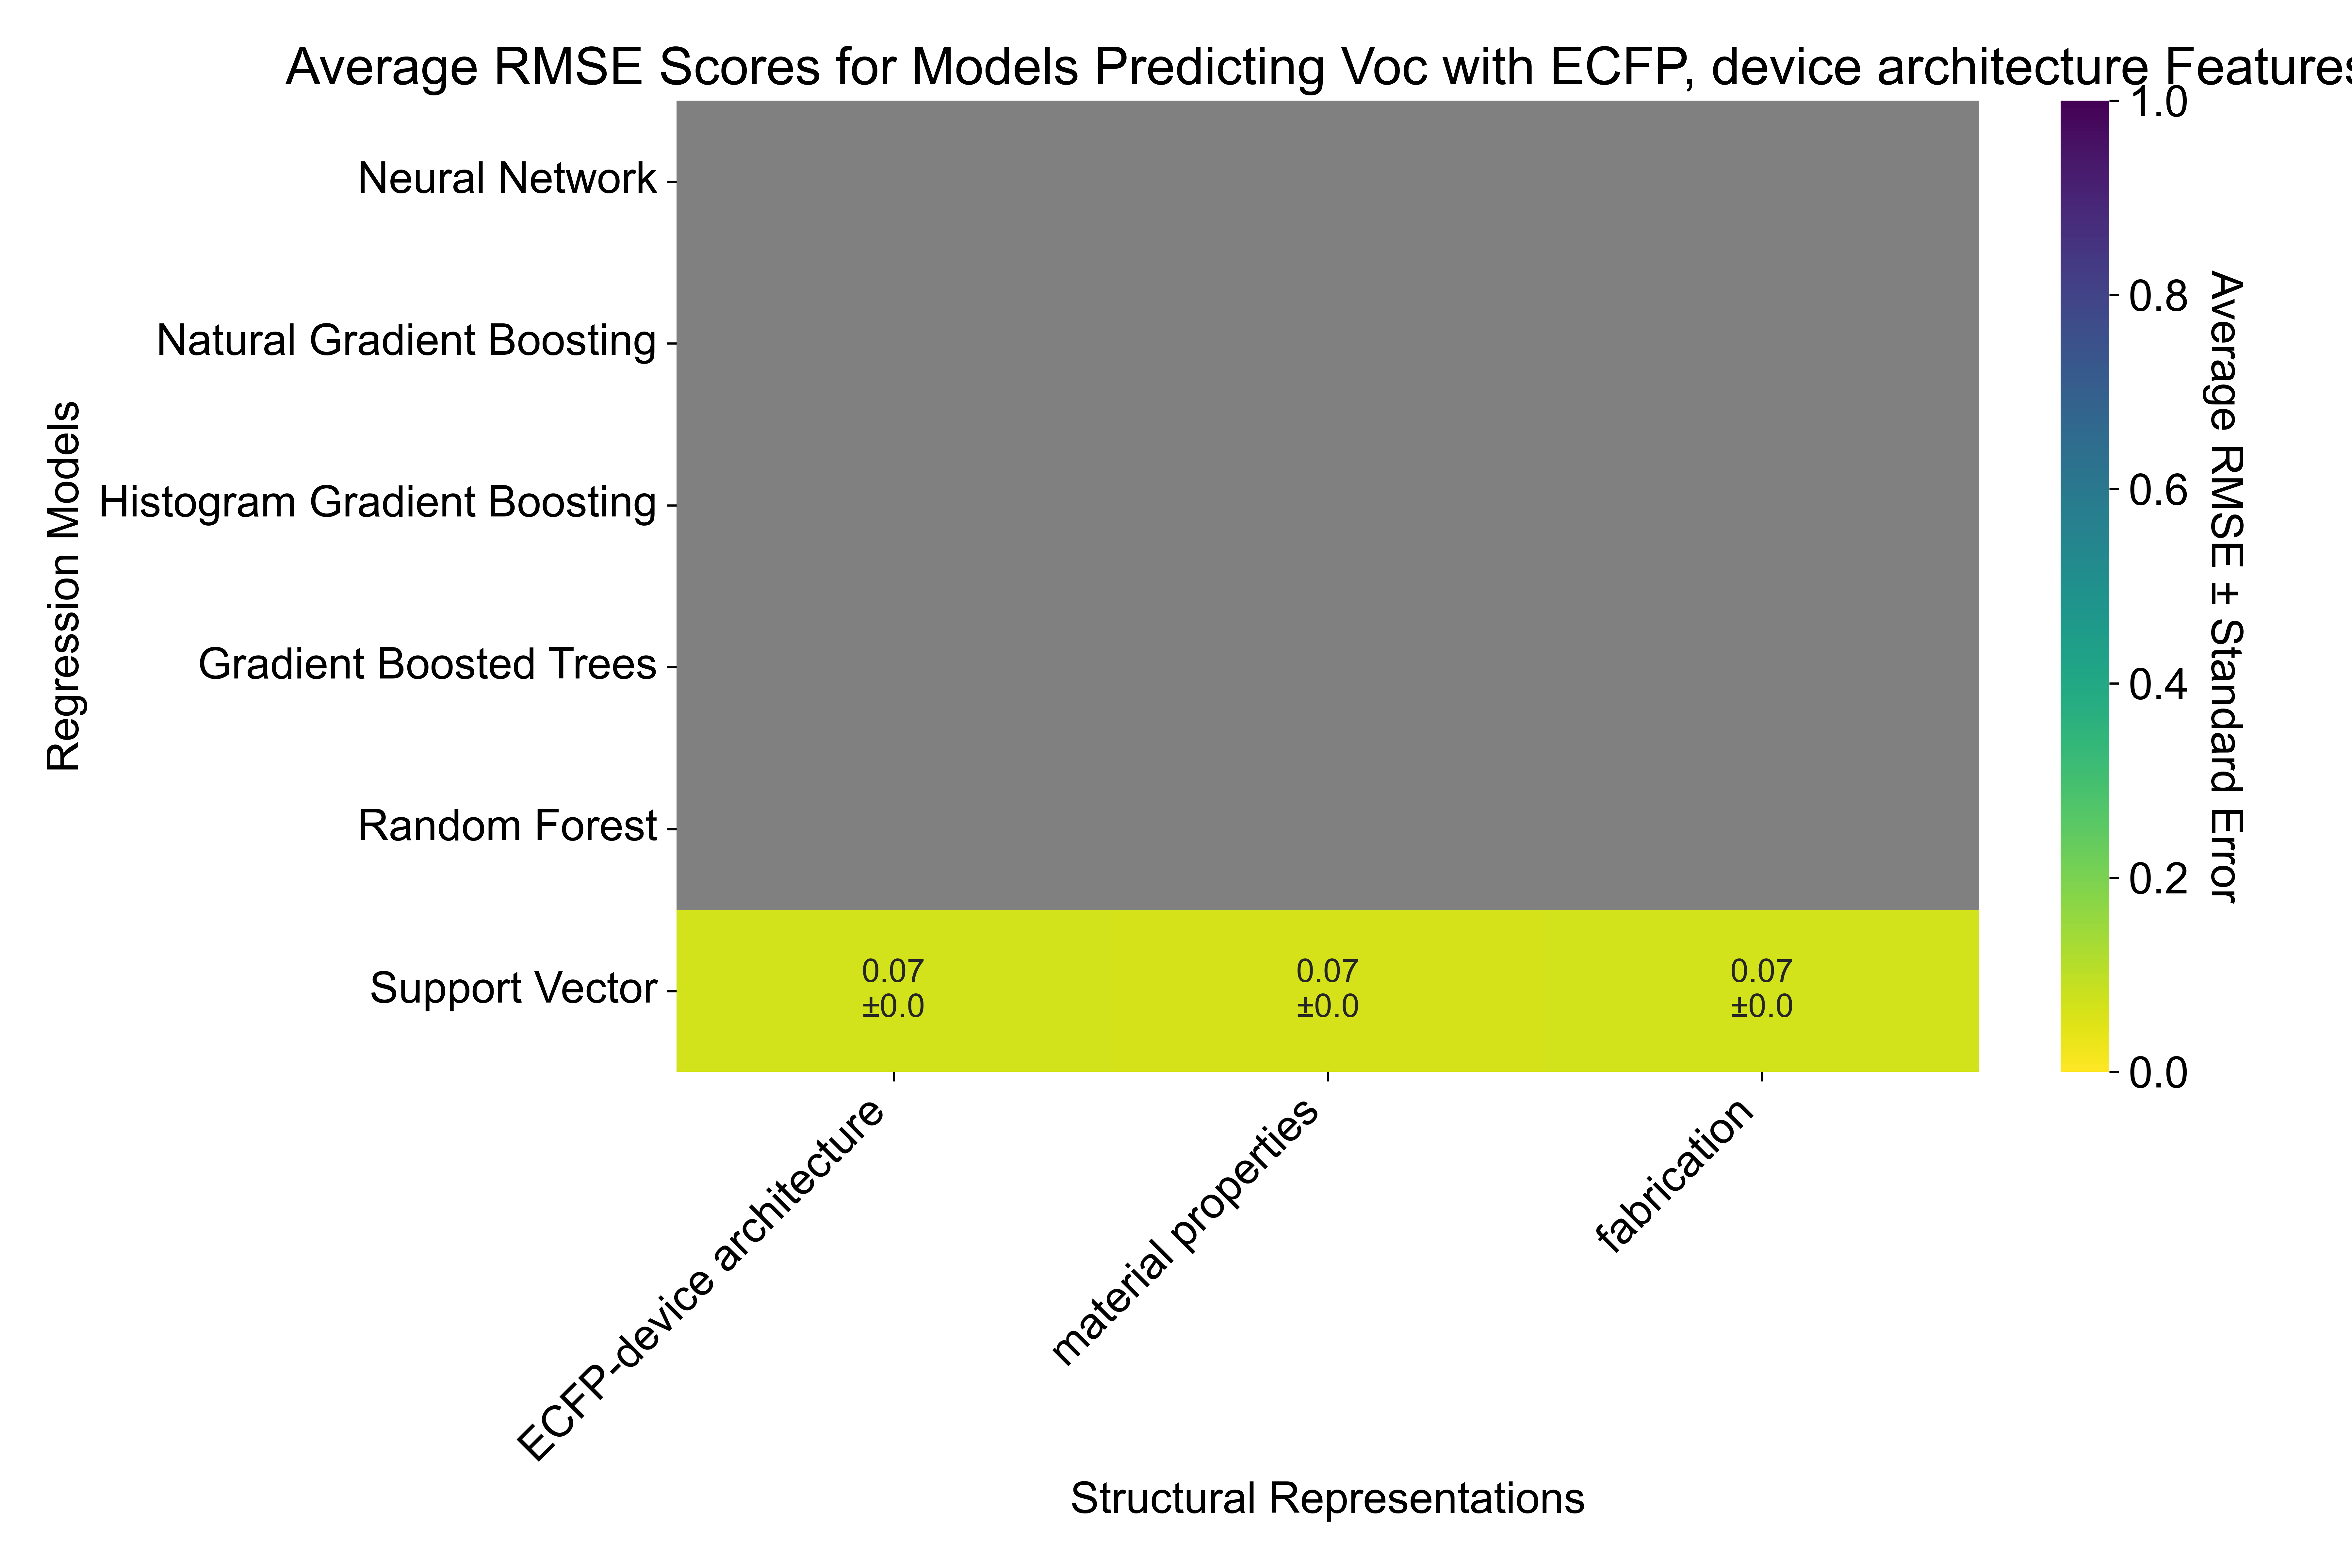 Average RMSE Scores for Models Predicting Voc with ECFP, device architecture Features
Neural Network
Natural Gradient Boosting
Histogram Gradient Boosting
Gradient Boosted Trees
Random Forest
Support Vector
Regression Models
0.07
±0.0
0.07
±0.0
0.07
±0.0
ECFP-device architecture
material properties
fabrication
Structural Representations
1.0
0.8
0.6
0.4
0.2
0.0
Average RMSE ± Standard Error